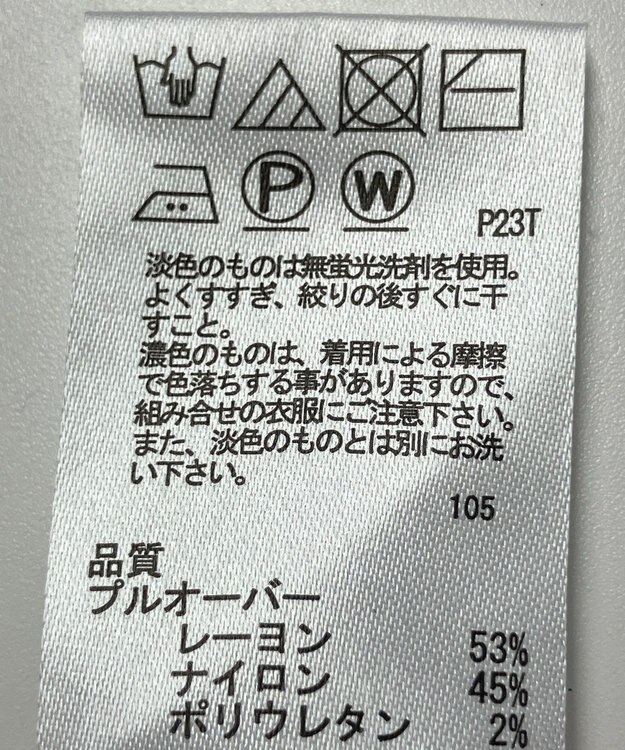 P W
P23T
淡色のものは無蛍光洗剤を使用。
よくすすぎ、絞りの後すぐに干
すこと。
濃色のものは、着用による摩擦
で色落ちする事がありますので、
組み合せの衣服にご注意下さい。
また、淡色のものとは別にお洗
い下さい。
105
品質
プルオーバー
レーヨン 53%
ナイロン 45%
ポリウレタン 2%